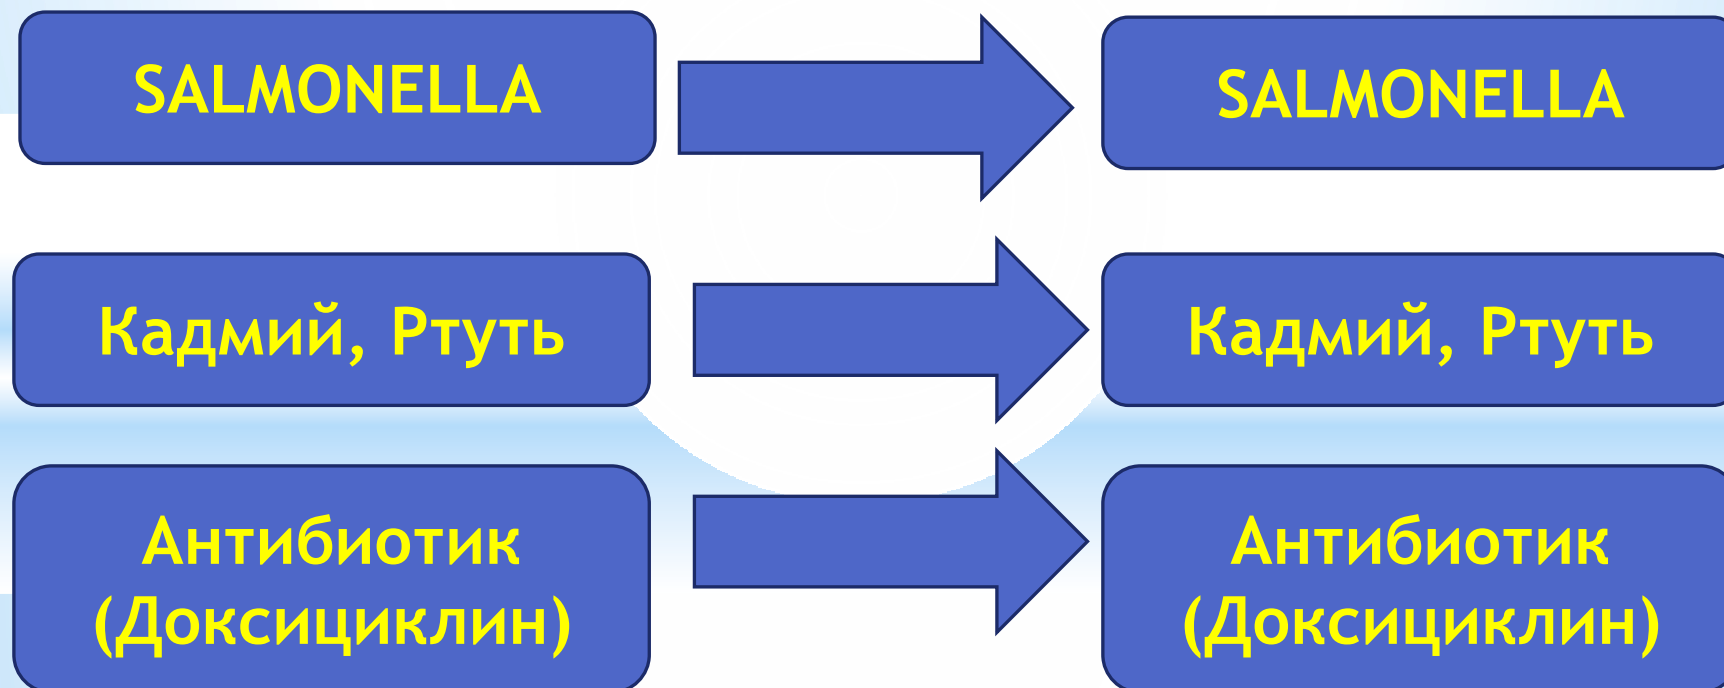 SALMONELLA
SALMONELLA
Кадмий, Ртуть
Кадмий, Ртуть
Антибиотик
(Доксициклин)
Антибиотик
(Доксициклин)